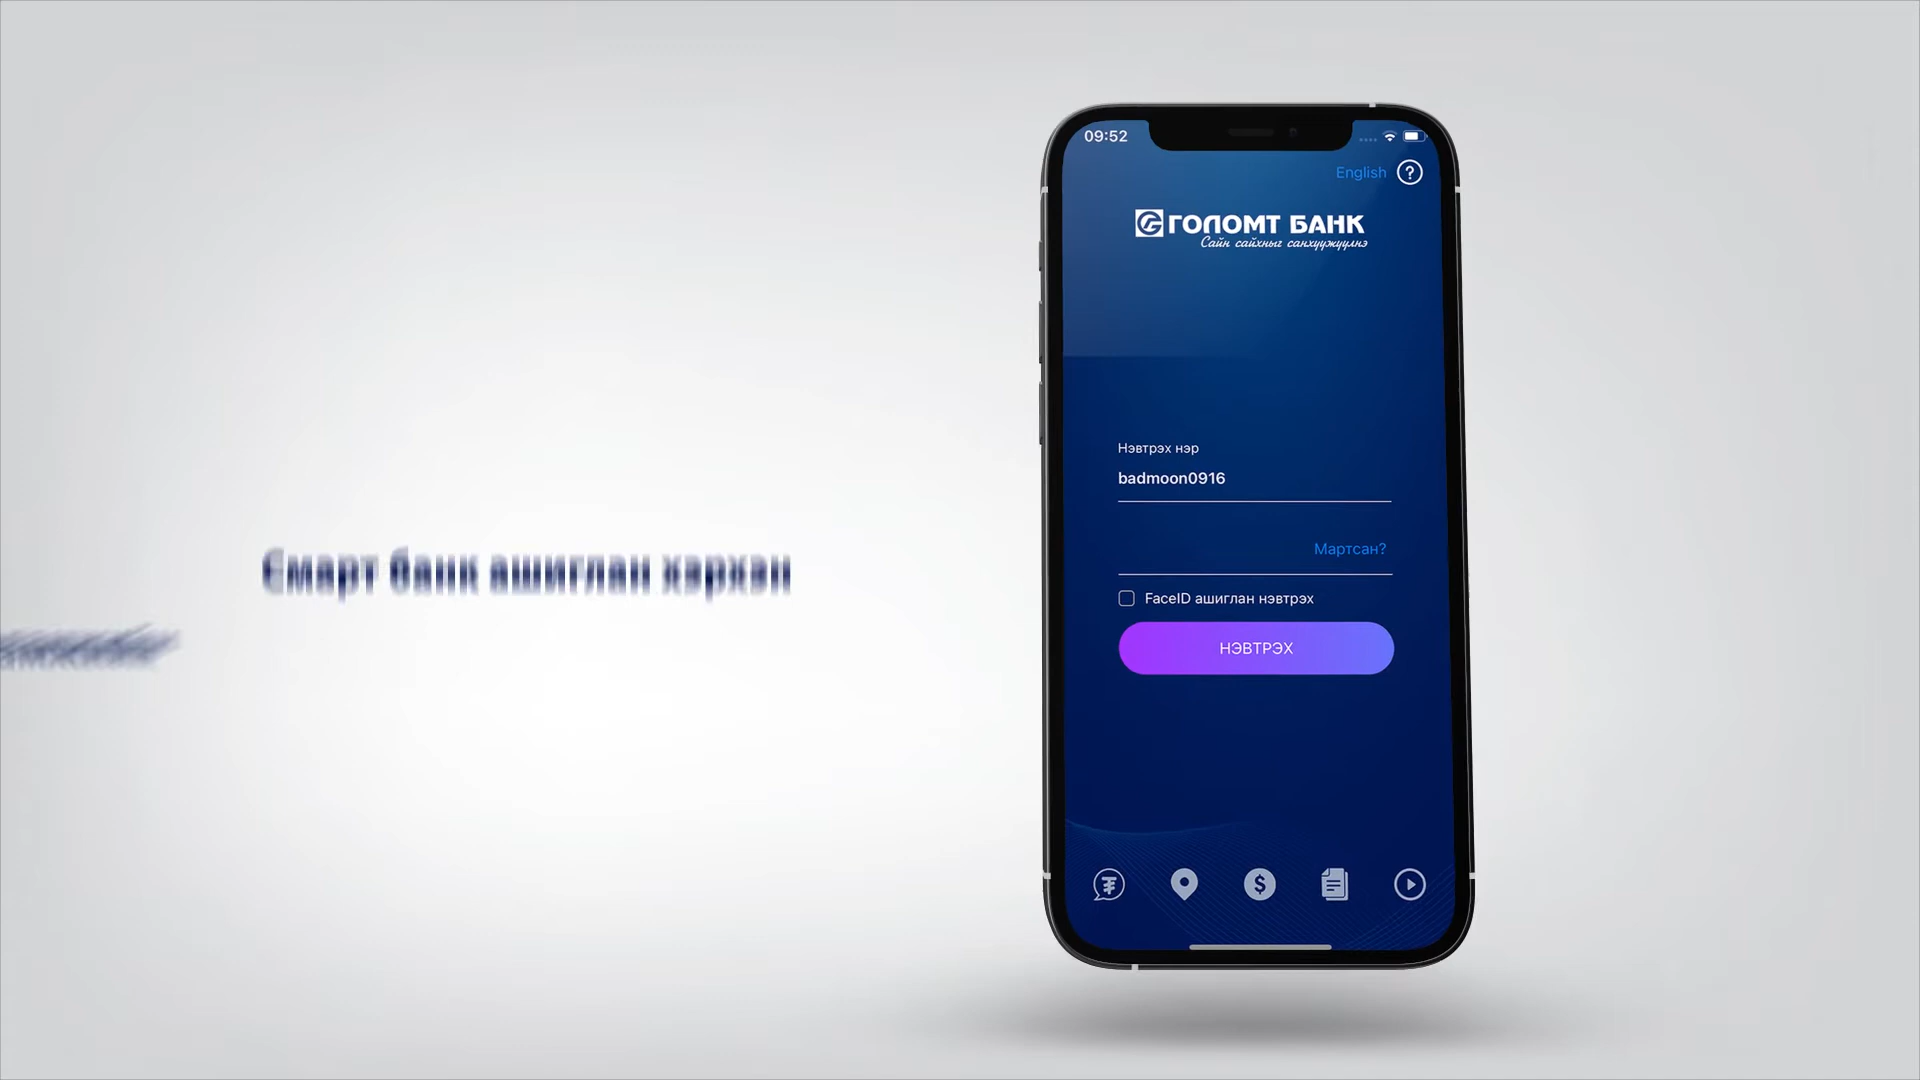 09:52
English
ГОЛОМТ БАНК
Сайн сайхныг санхүүжүүлнэ
Нэвтрэх нэр
badmoon0916
Смарт банк ашиглан хэрхэн
Мартсан?
FaceID ашиглан нэвтрэх
НЭВТРЭХ